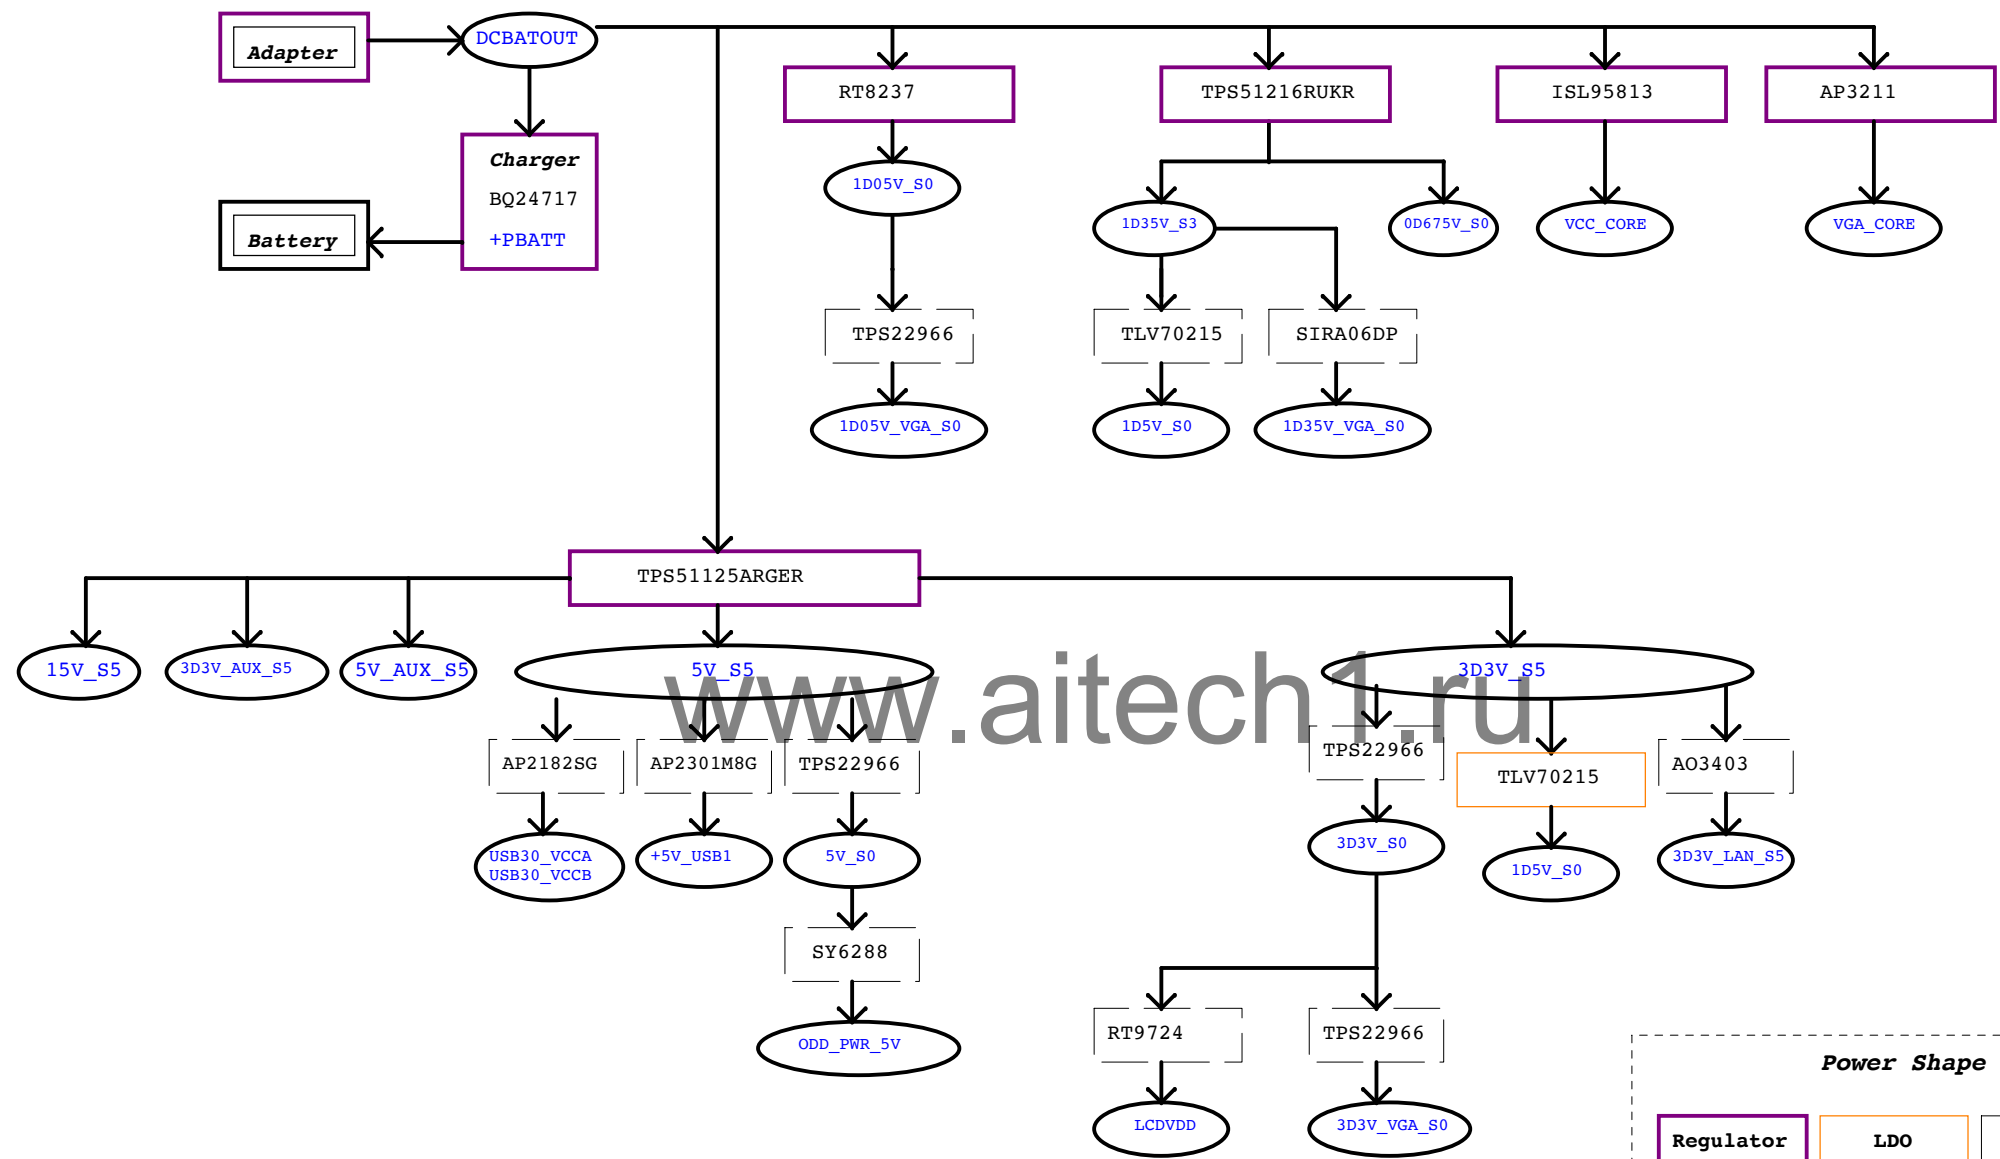 Adapter
DCBATOUT
RT8237
TPS51216RUKR
ISL95813
AP3211
Charger
BQ24717
+PBATT
Battery
1D05V_S0
1D35V_S3
0D675V_S0
VCC_CORE
VGA_CORE
TPS22966
TLV70215
SIRA06DP
1D05V_VGA_S0
1D5V_S0
1D35V_VGA_S0
TPS51125ARGER
15V_S5
3D3V_AUX_S5
5V_AUX_S5
5V_S5
3D3V_S5
www.aitech1.ru
AP2182SG
AP2301M8G
TPS22966
TPS22966
TLV70215
AO3403
USB30_VCCA
USB30_VCCB
+5V_USB1
5V_S0
3D3V_S0
1D5V_S0
3D3V_LAN_S5
SY6288
ODD_PWR_5V
RT9724
TPS22966
LCDVDD
3D3V_VGA_S0
Power Shape
Regulator
LDO